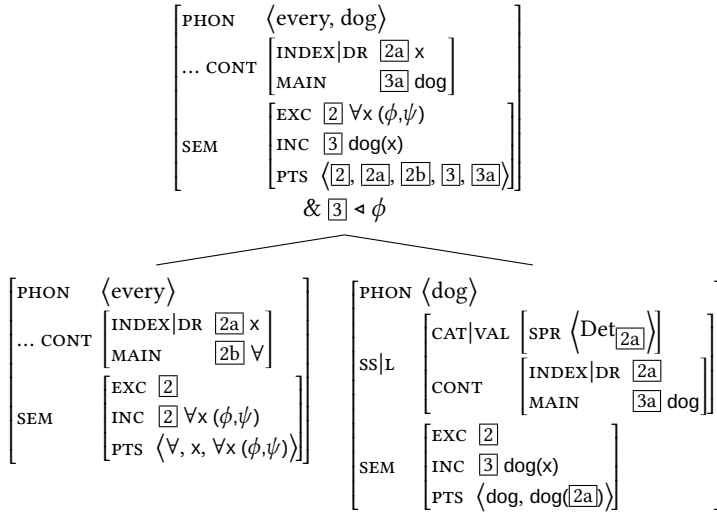 PHON ⟨every, dog⟩
... CONT [INDEX|DR 2a x
MAIN 3a dog]
SEM [EXC 2 ∀x (ϕ,ψ)
INC 3 dog(x)
PTS ⟨2, 2a, 2b, 3, 3a⟩]
& 3 ◃ ϕ
PHON ⟨every⟩
... CONT [INDEX|DR 2a x
MAIN 2b ∀]
SEM [EXC 2
INC 2 ∀x (ϕ,ψ)
PTS ⟨∀, x, ∀x (ϕ,ψ)⟩]
PHON ⟨dog⟩
SS|L [CAT|VAL [SPR ⟨Det2a⟩]
CONT [INDEX|DR 2a
MAIN 3a dog]]
SEM [EXC 2
INC 3 dog(x)
PTS ⟨dog, dog(2a)⟩]